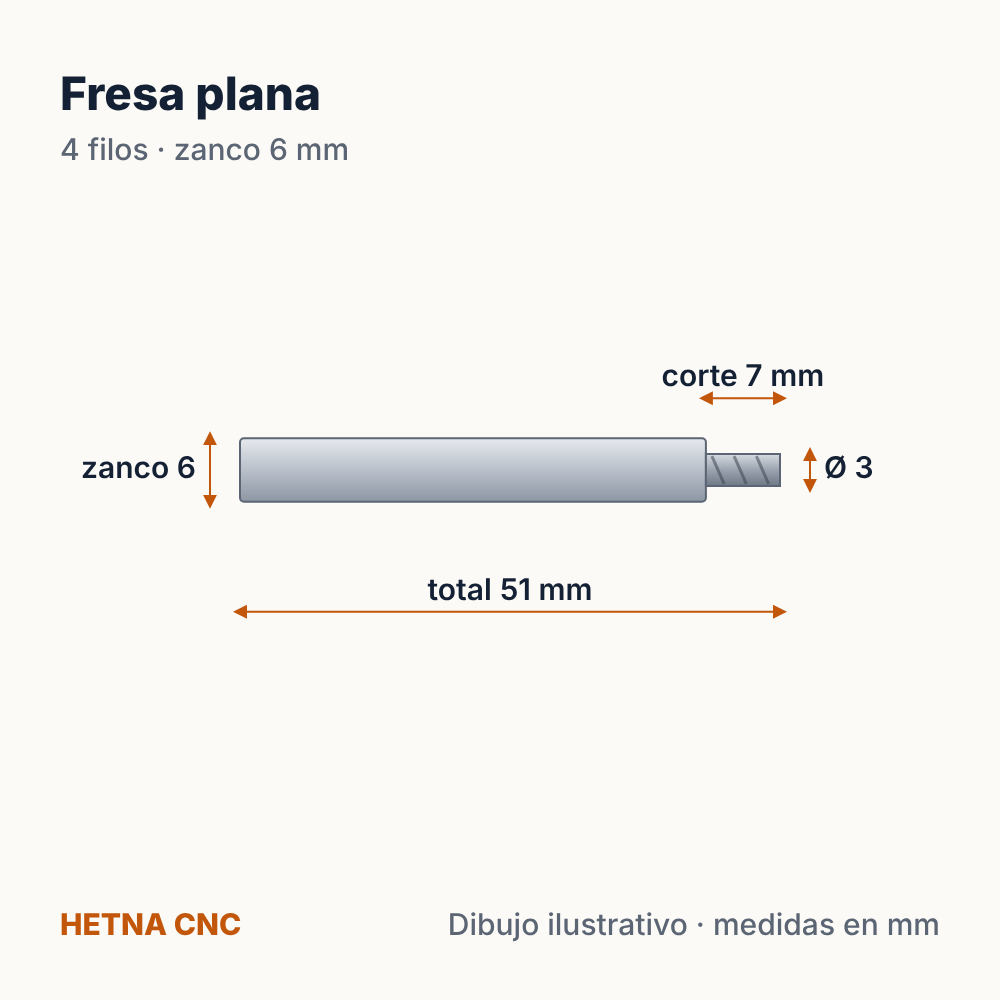 Fresa plana
4 filos · zanco 6 mm
corte 7 mm
zanco 6
Ø 3
total 51 mm
HETNA CNC
Dibujo ilustrativo · medidas en mm